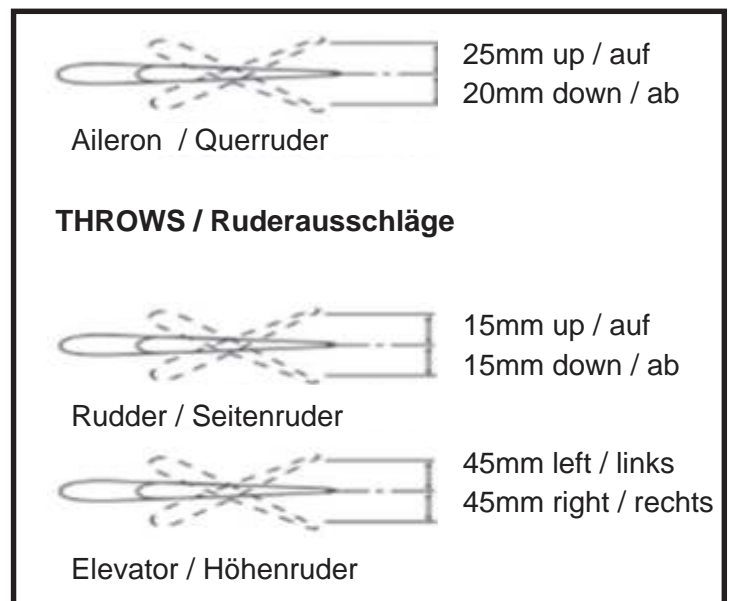 25mm up / auf
20mm down / ab
Aileron / Querruder
THROWS / Ruderausschläge
15mm up / auf
15mm down / ab
Rudder / Seitenruder
45mm left / links
45mm right / rechts
Elevator / Höhenruder